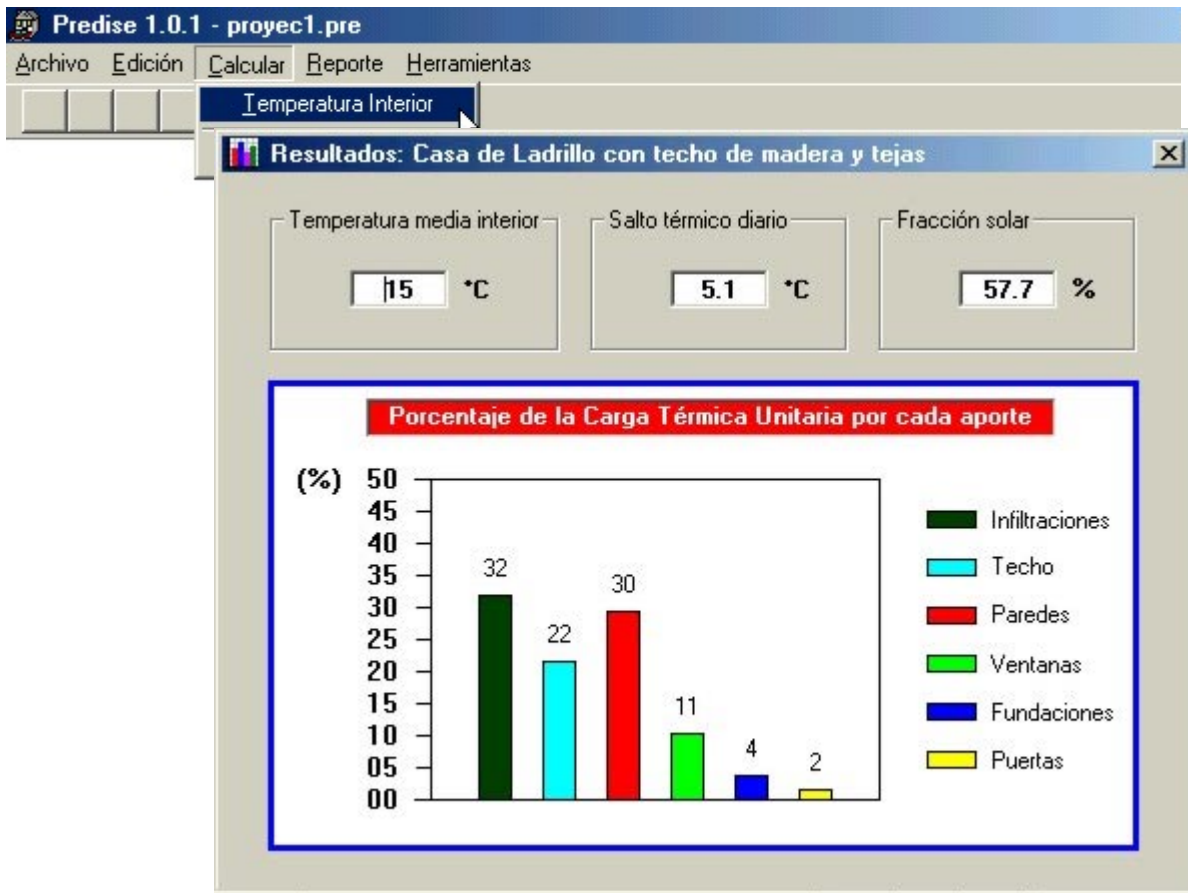 Predise 1.0.1 - proyec1.pre
Archivo Edición Calcular Reporte Herramientas
Temperatura Interior
Resultados: Casa de Ladrillo con techo de madera y tejas
Temperatura media interior Salto térmico diario Fracción solar
15 °C 5.1 °C 57.7 %
Porcentaje de la Carga Térmica Unitaria por cada aporte
(%)
50
45
40
35
30
25
20
15
10
05
00
32
22
30
11
4
2
Infiltraciones
Techo
Paredes
Ventanas
Fundaciones
Puertas